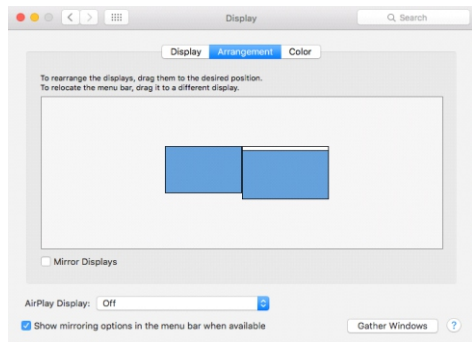 Display
Search
Display Arrangement Color
To rearrange the displays, drag them to the desired position.
To relocate the menu bar, drag it to a different display.
Mirror Displays
AirPlay Display: Off
Show mirroring options in the menu bar when available
Gather Windows ?